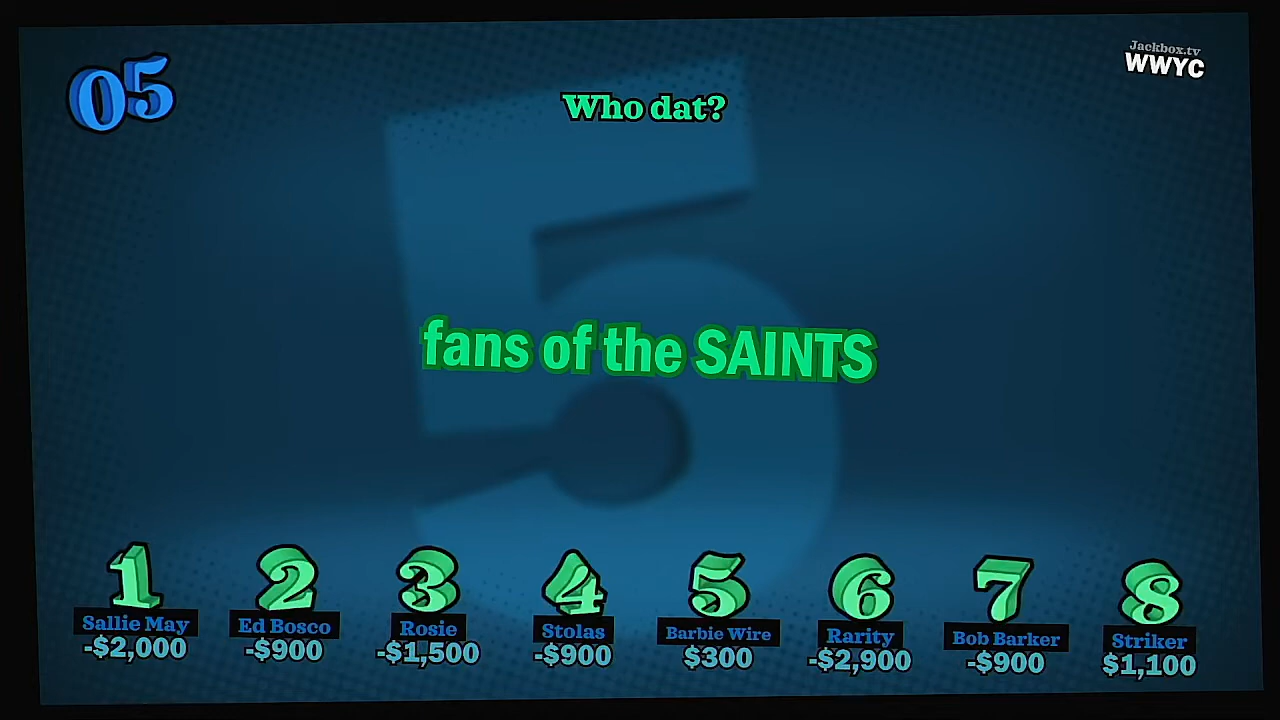 05
Jackbox.tv
WWYC
Who dat?
fans of the SAINTS
1 2 3 4 5 6 7 8
Sallie May Ed Bosco Rosie Stolas Barbie Wire Rarity Bob Barker Striker
-$2,000 -$900 -$1,500 -$900 $300 -$2,900 -$900 $1,100